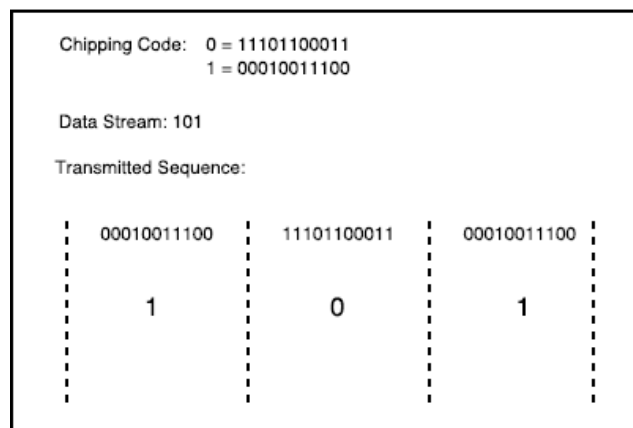 Chipping Code: 0 = 11101100011
1 = 00010011100
Data Stream: 101
Transmitted Sequence:
00010011100 11101100011 00010011100
1 0 1